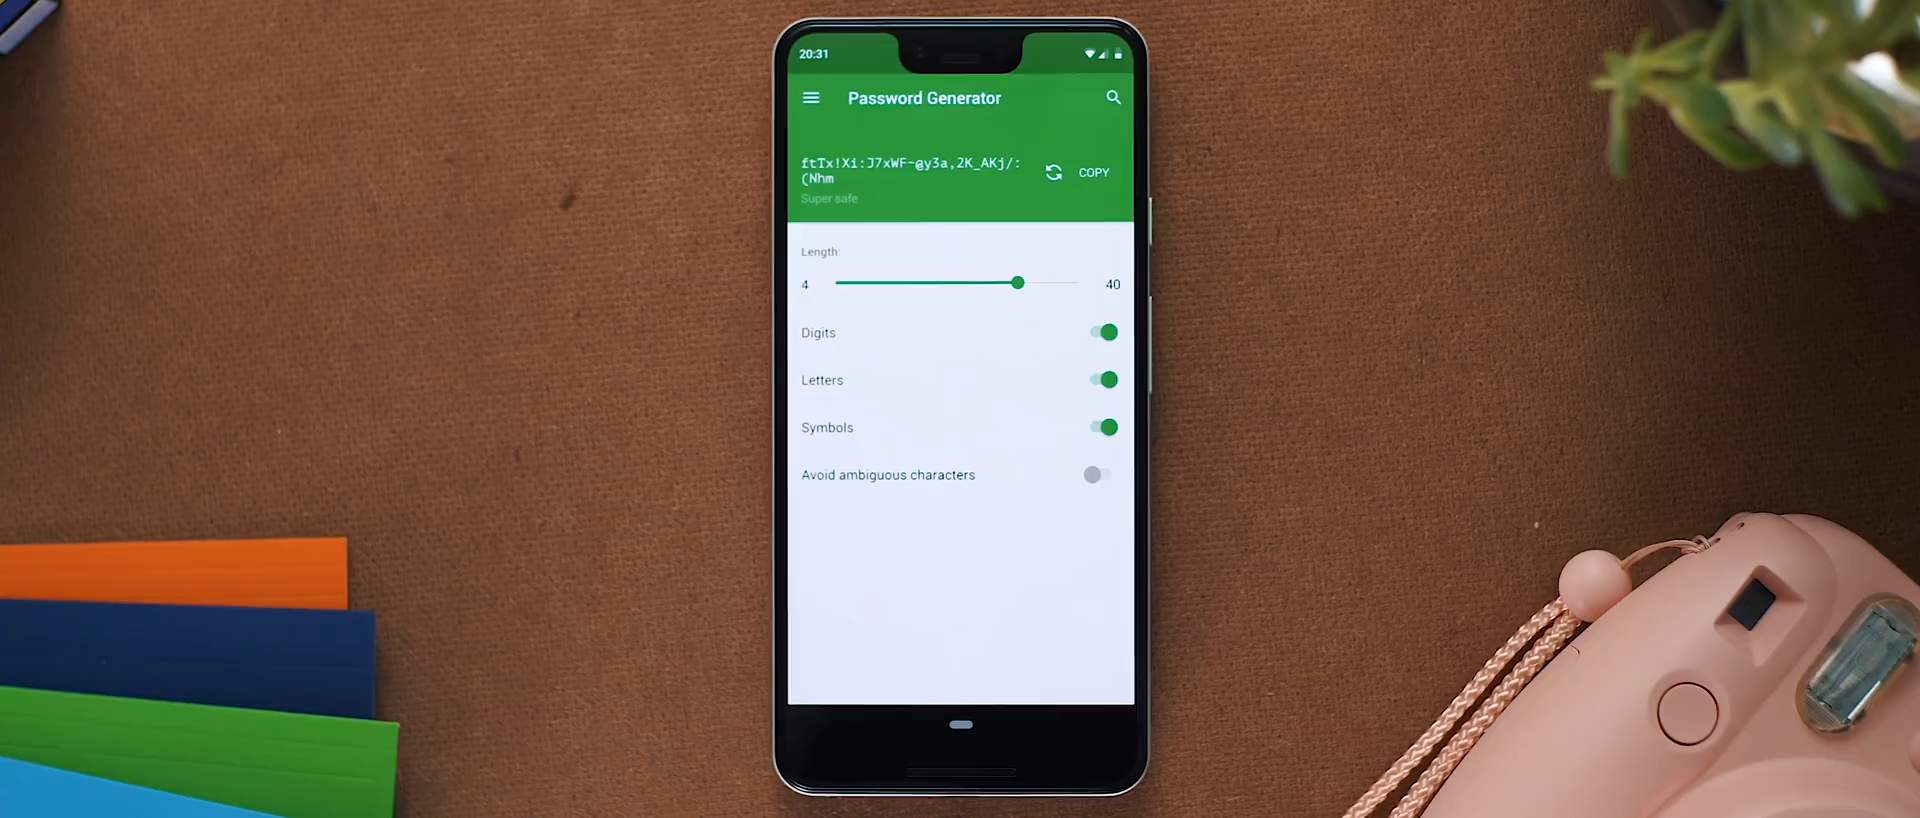 20:31
Password Generator
ftTx!Xi:J7xWF~@y3a,2K_AKj/:
(Nhm
COPY
Super safe
Length:
4
40
Digits
Letters
Symbols
Avoid ambiguous characters